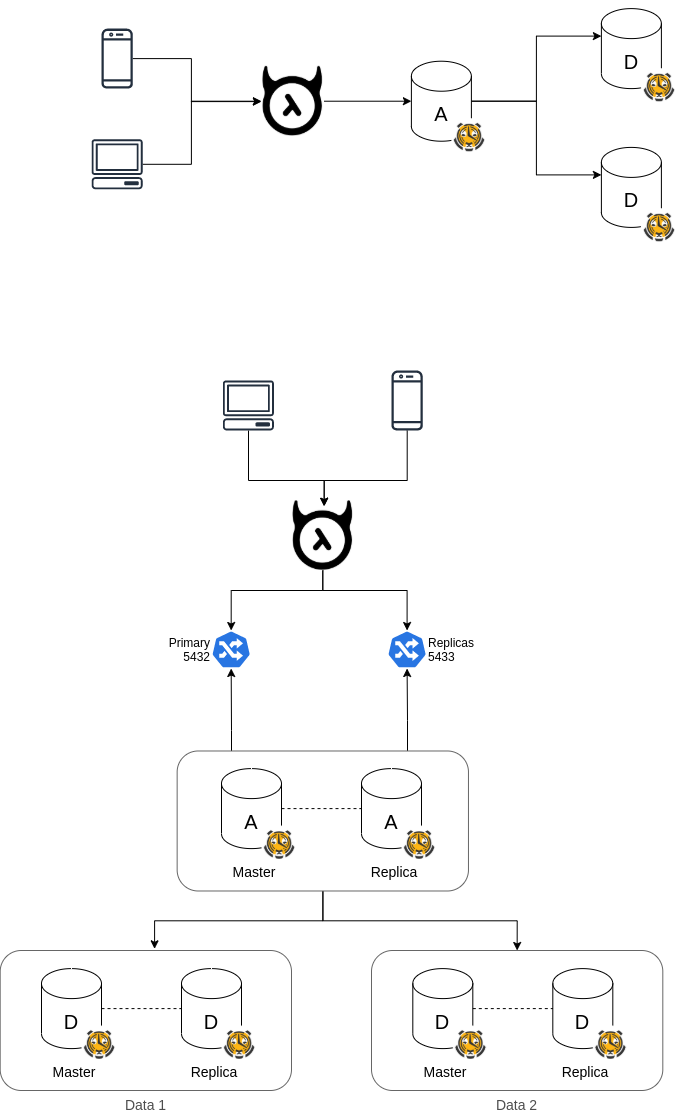 D
A
D
Primary
5432
Replicas
5433
A
A
Master
Replica
D
D
D
D
Master
Replica
Master
Replica
Data 1
Data 2